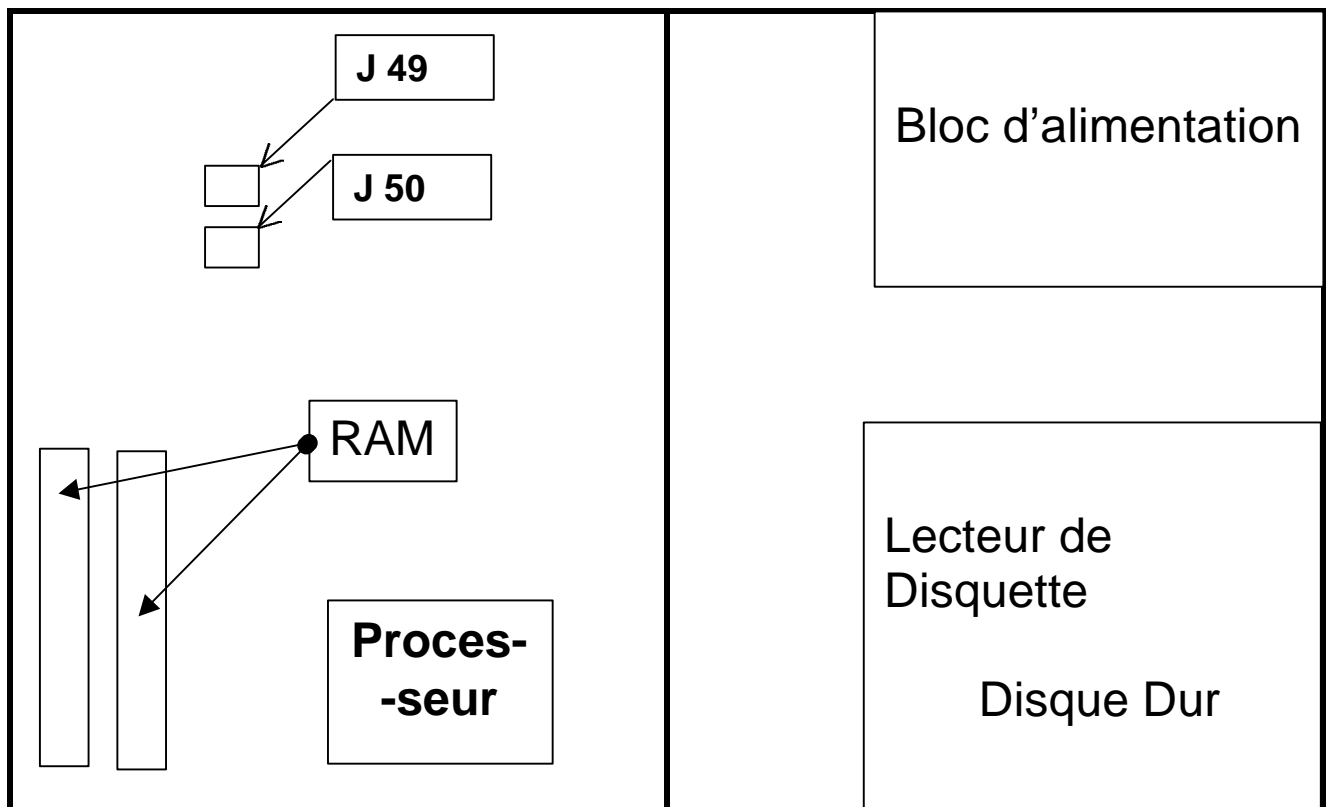 J 49
J 50
RAM
Proces-
-seur
Bloc d’alimentation
Lecteur de
Disquette
Disque Dur